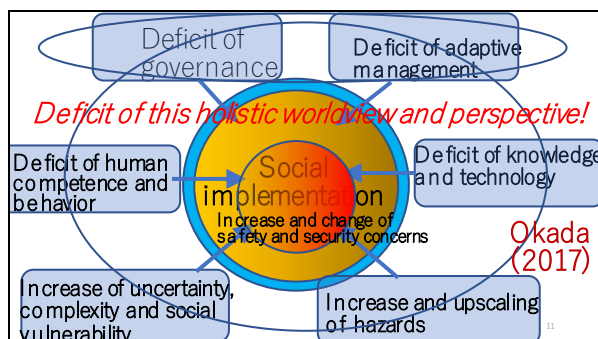 Deficit of
governance
Deficit of adaptive
management
Deficit of this holistic worldview and perspective!
Deficit of human
competence and
behavior
Social
implementation
Increase and change of
safety and security concerns
Deficit of knowledge
and technology
Okada
(2017)
Increase of uncertainty,
complexity and social
vulnerability
Increase and upscaling
of hazards
11